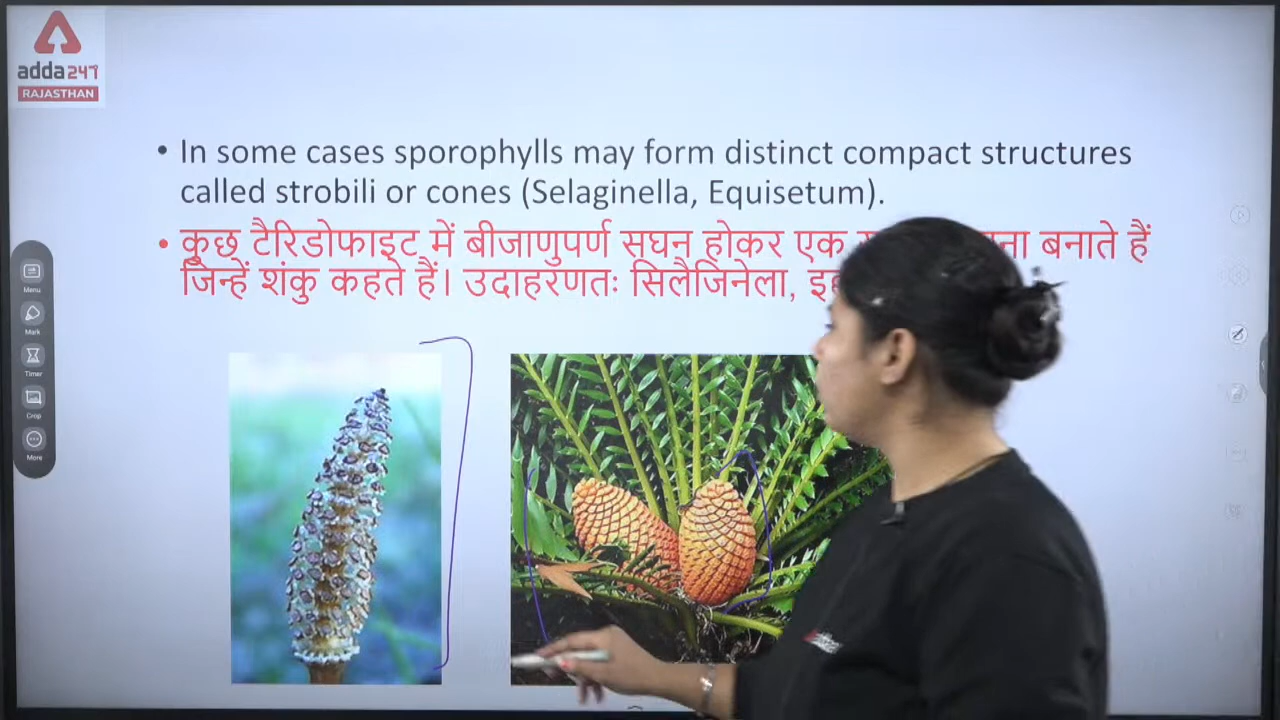 adda247
RAJASTHAN
• In some cases sporophylls may form distinct compact structures
called strobili or cones (Selaginella, Equisetum).
• कुछ टैरिडोफाइट में बीजाणुपर्ण सघन होकर एक बनाते हैं
जिन्हें शंकु कहते हैं। उदाहरणतः सिलैजिनेला,
Menu
Mark
Timer
Crop
More